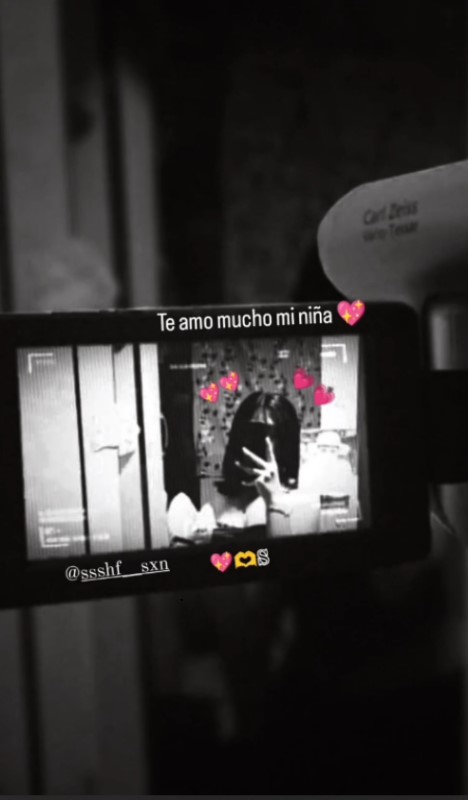 Carl Zeiss
Vario-Tessar
Te amo mucho mi niña 💖
@ssshf__sxn
💖🫶S